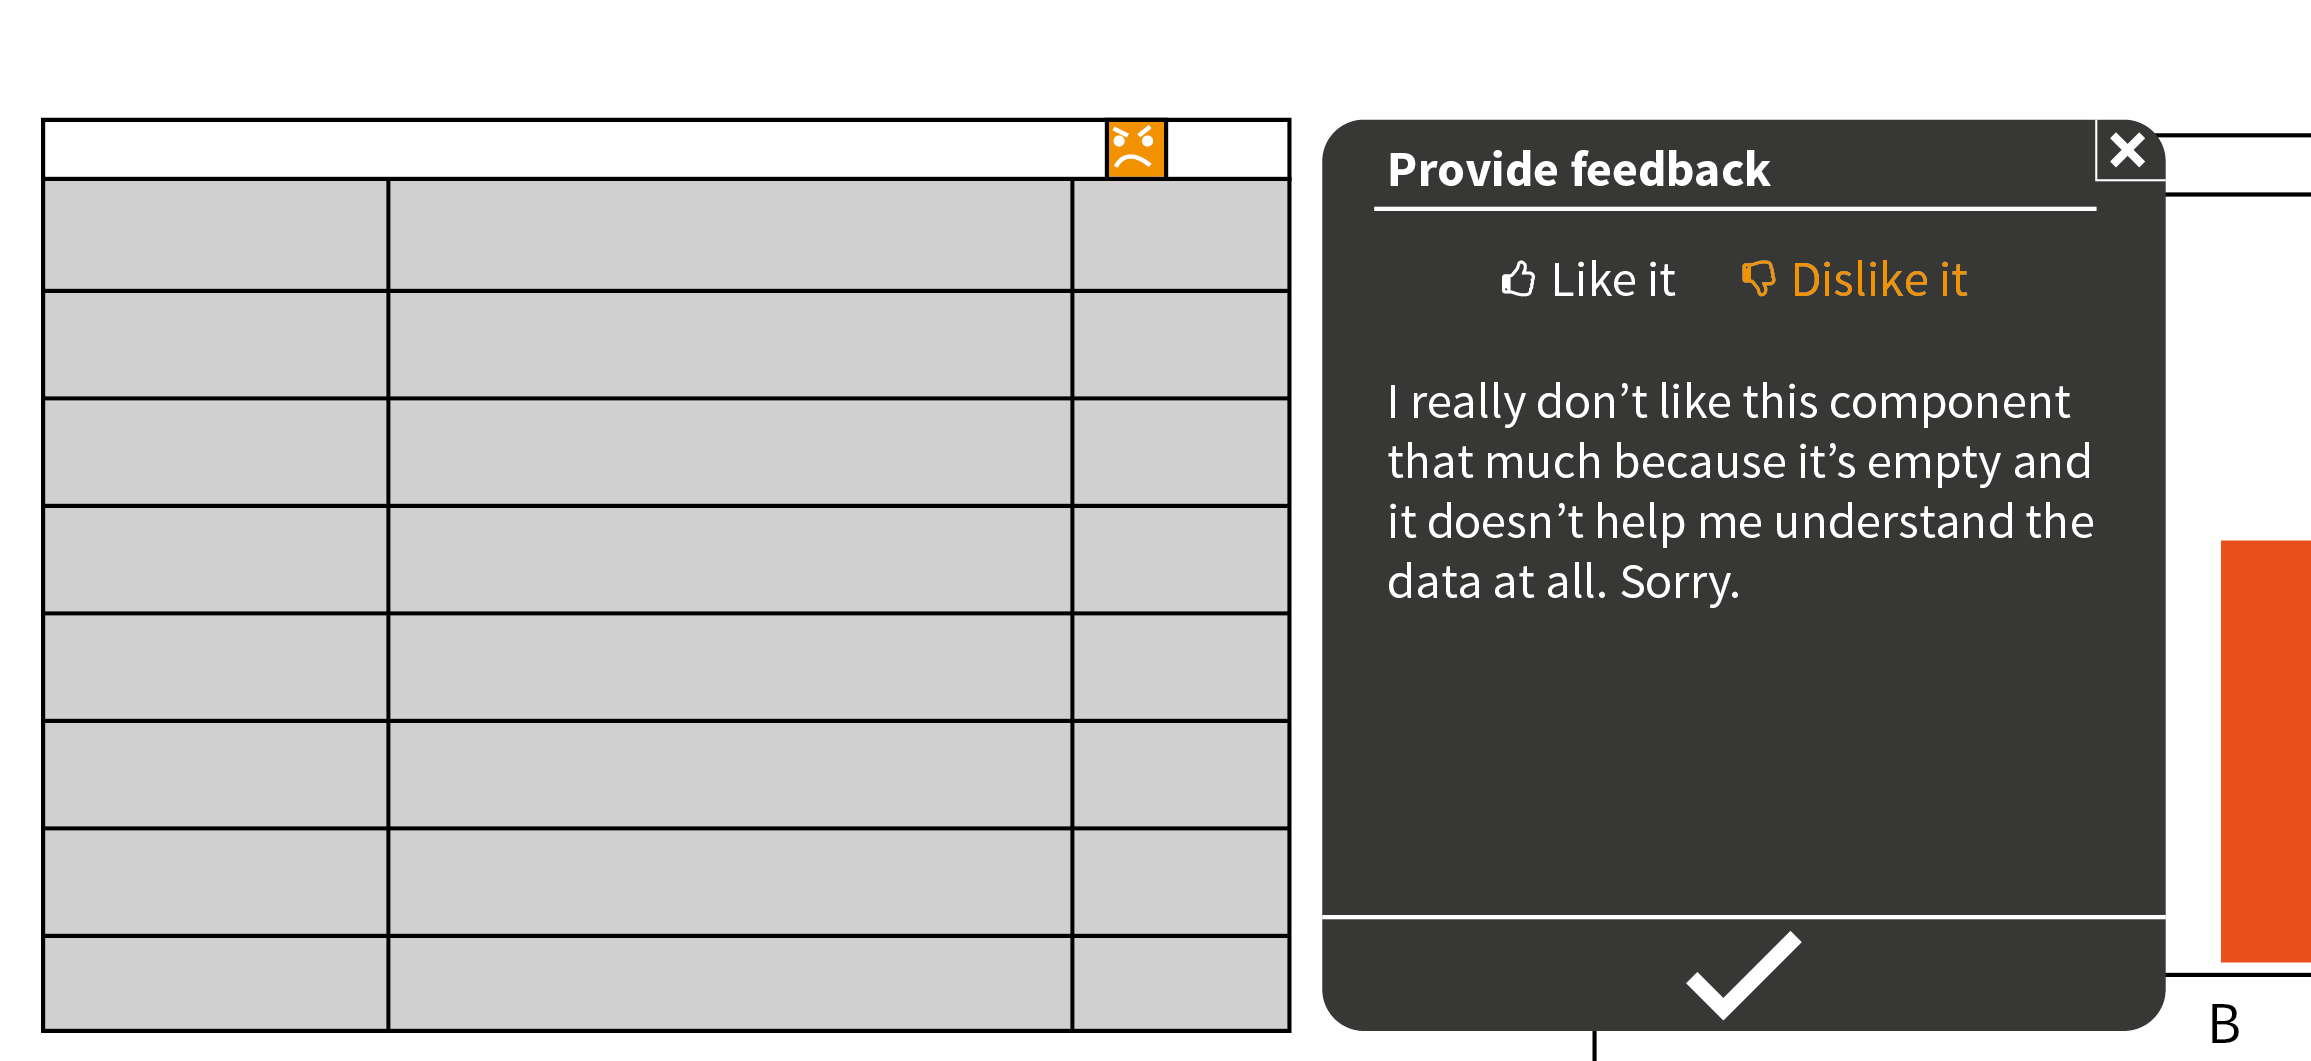 Provide feedback
Like it Dislike it
I really don’t like this component
that much because it’s empty and
it doesn’t help me understand the
data at all. Sorry.
B